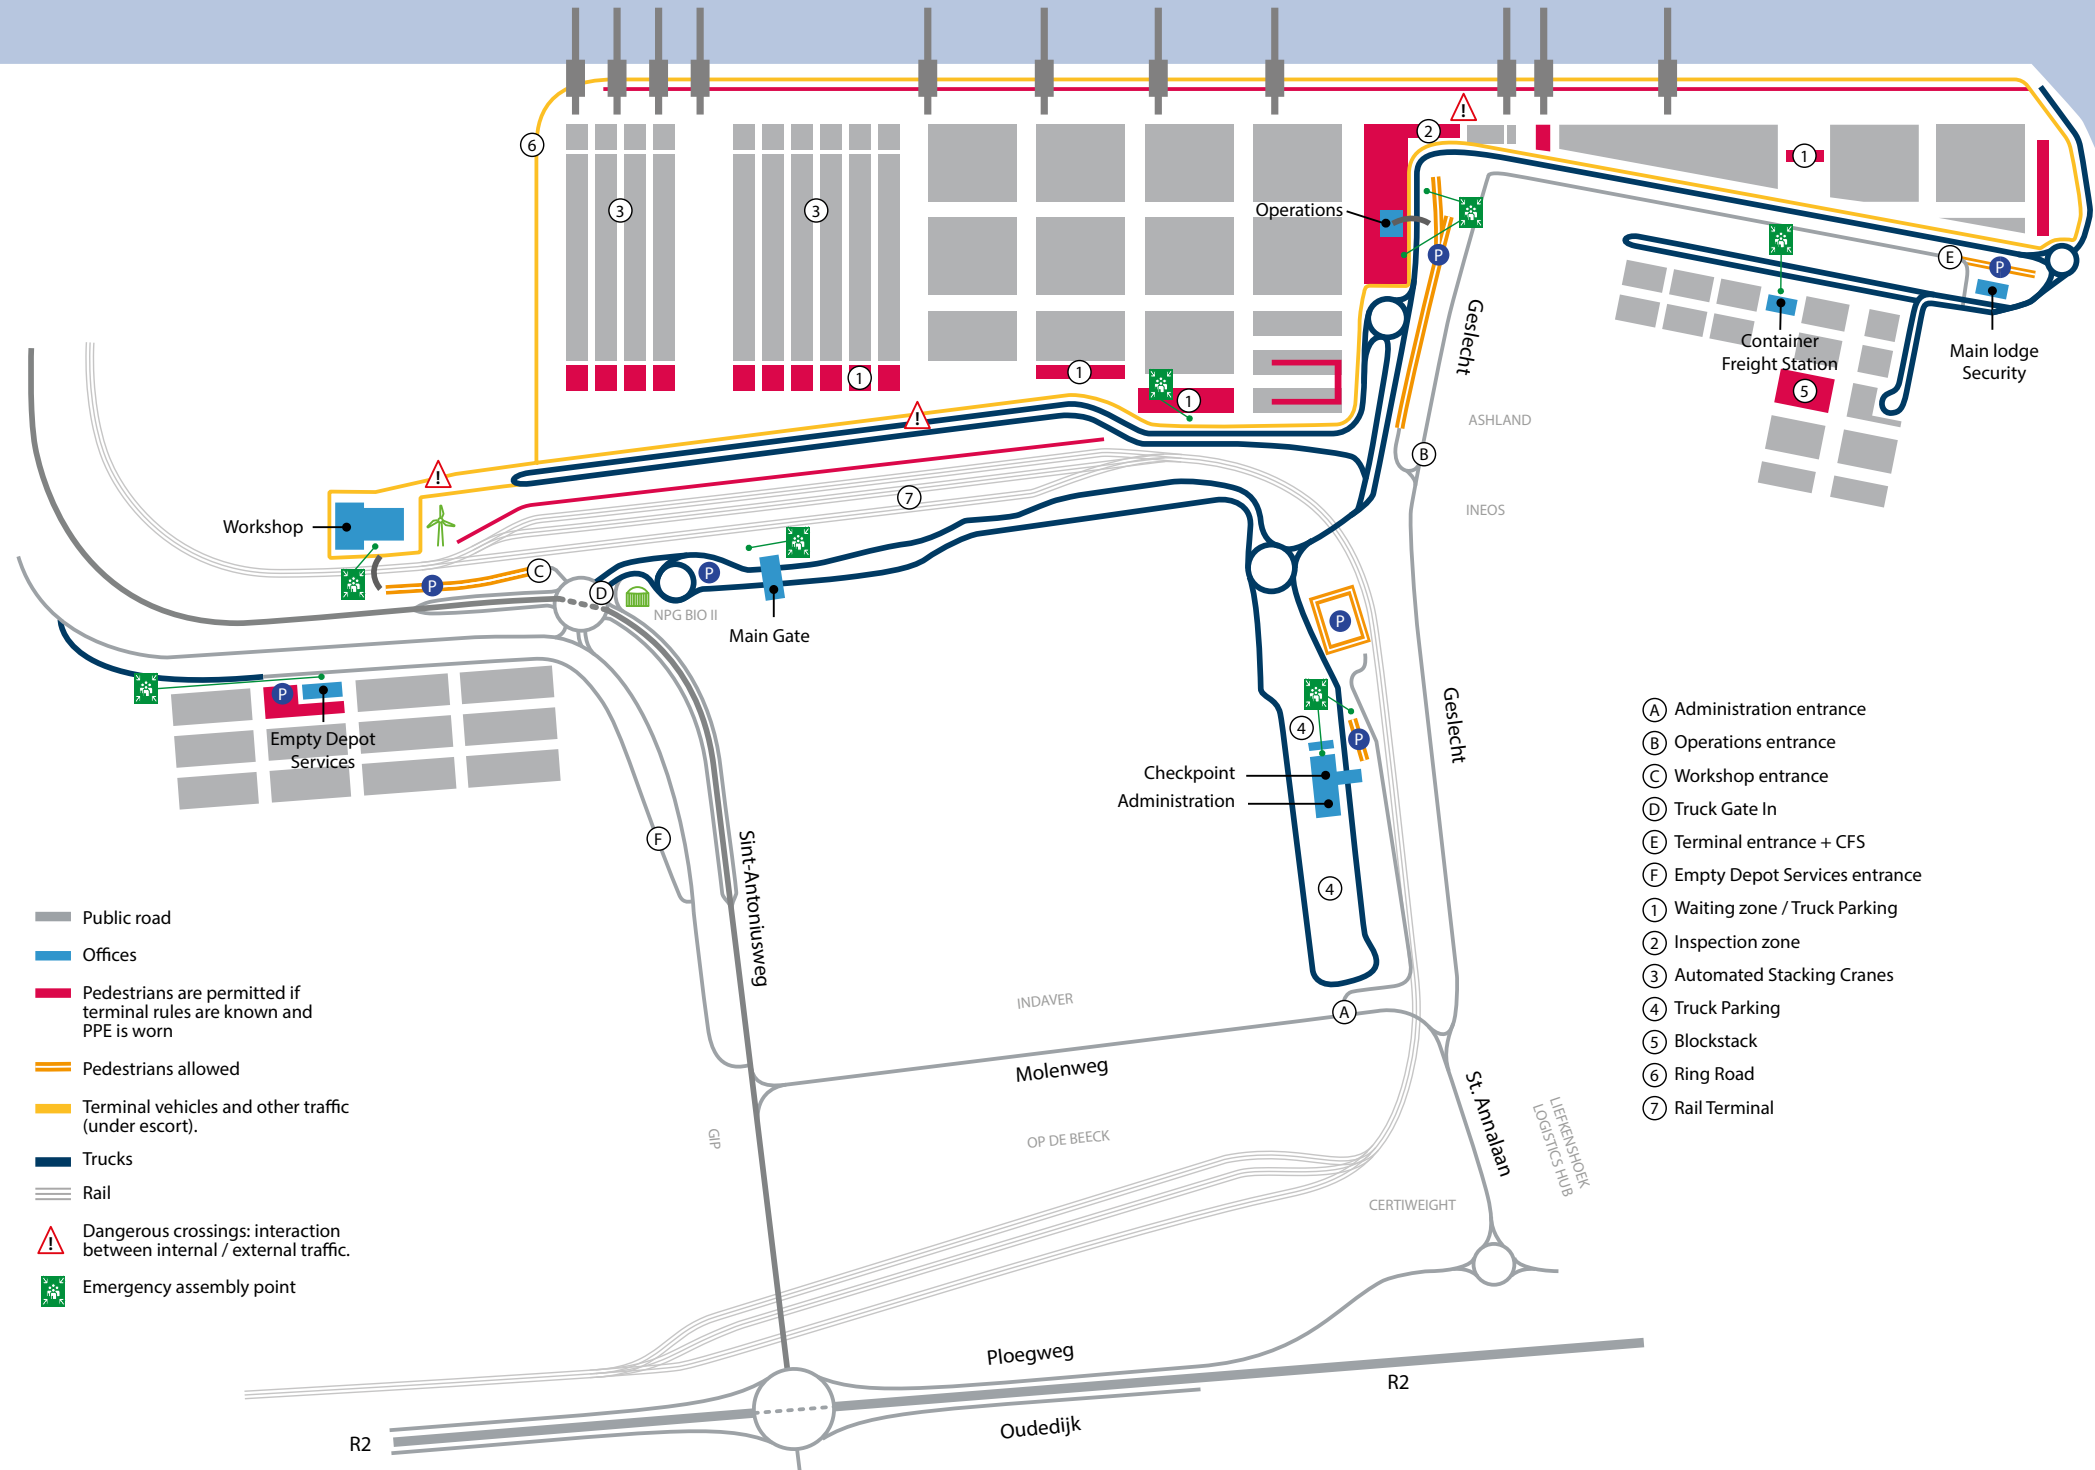 2
1
6
3
3
Operations
P
E
P
Geslecht
Container
Freight Station
Main lodge
Security
1
1
1
5
ASHLAND
B
7
INEOS
Workshop
C
P
D
P
NPG BIO II
Main Gate
P
P
Empty Depot
Services
4
P
Checkpoint
Administration
Geslecht
F
Sint-Antoniusweg
4
INDAVER
A
Molenweg
GIP
OP DE BEECK
St. Annalaan
LIEFKENSHOEK
LOGISTICS HUB
CERTIWEIGHT
Ploegweg
R2
Oudedijk
R2
A Administration entrance
B Operations entrance
C Workshop entrance
D Truck Gate In
E Terminal entrance + CFS
F Empty Depot Services entrance
1 Waiting zone / Truck Parking
2 Inspection zone
3 Automated Stacking Cranes
4 Truck Parking
5 Blockstack
6 Ring Road
7 Rail Terminal
Public road
Offices
Pedestrians are permitted if
terminal rules are known and
PPE is worn
Pedestrians allowed
Terminal vehicles and other traffic
(under escort).
Trucks
Rail
Dangerous crossings: interaction
between internal / external traffic.
Emergency assembly point